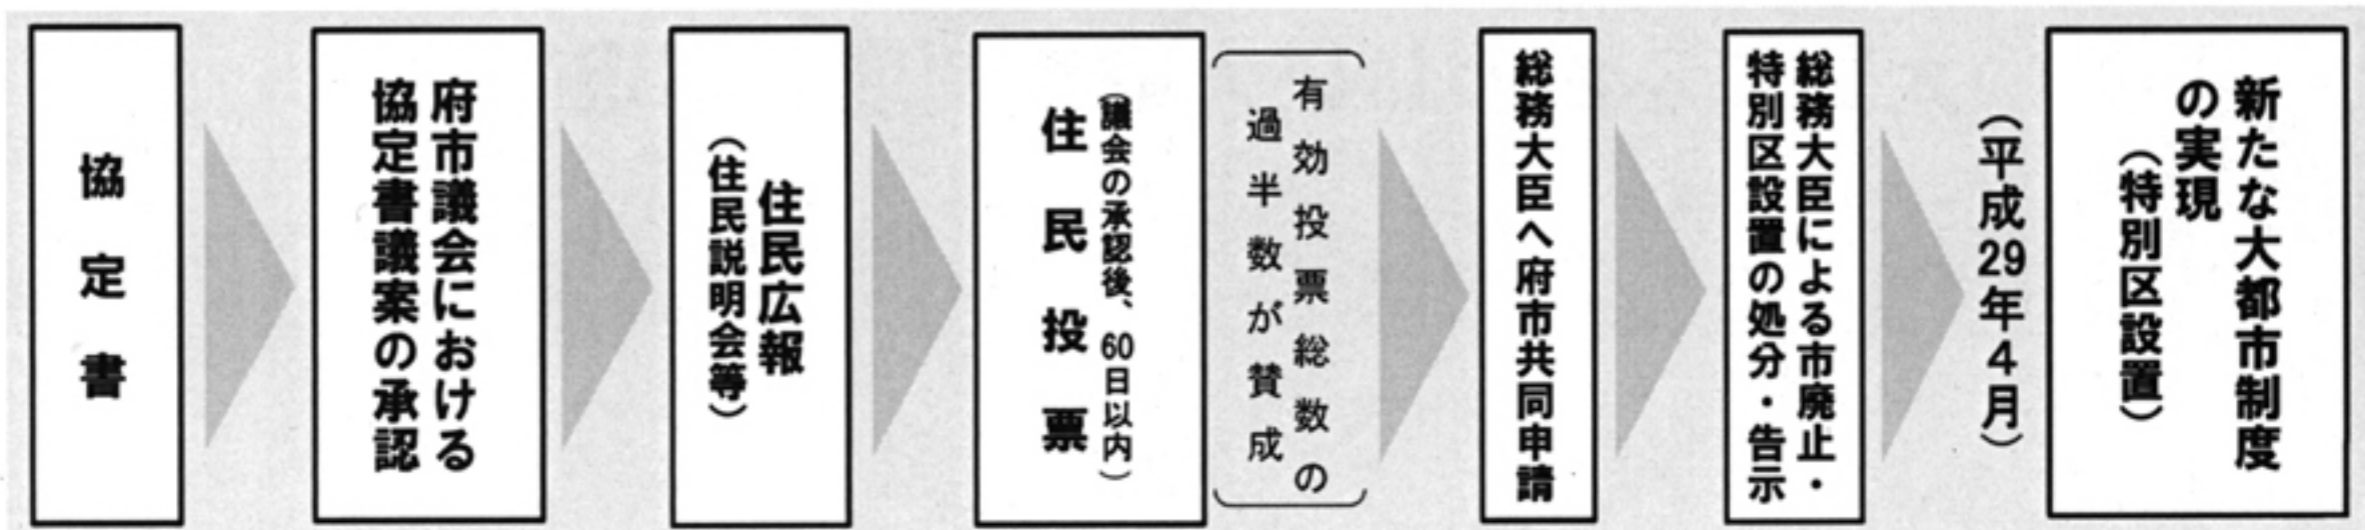 協定書
府市議会における
協定書議案の承認
住民広報
(住民説明会等)
(議会の承認後、60日以内)
住民投票
有効投票総数の
過半数が賛成
総務大臣へ府市共同申請
総務大臣による市廃止・
特別区設置の処分・告示
(平成29年4月)
新たな大都市制度
の実現
(特別区設置)